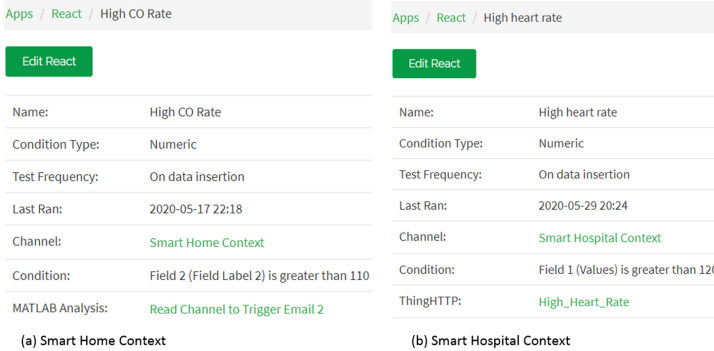 Apps / React / High CO Rate
Edit React
Name: High CO Rate
Condition Type: Numeric
Test Frequency: On data insertion
Last Ran: 2020-05-17 22:18
Channel: Smart Home Context
Condition: Field 2 (Field Label 2) is greater than 110
MATLAB Analysis: Read Channel to Trigger Email 2
(a) Smart Home Context
Apps / React / High heart rate
Edit React
Name: High heart rate
Condition Type: Numeric
Test Frequency: On data insertion
Last Ran: 2020-05-29 20:24
Channel: Smart Hospital Context
Condition: Field 1 (Values) is greater than
ThingHTTP: High_Heart_Rate
(b) Smart Hospital Context